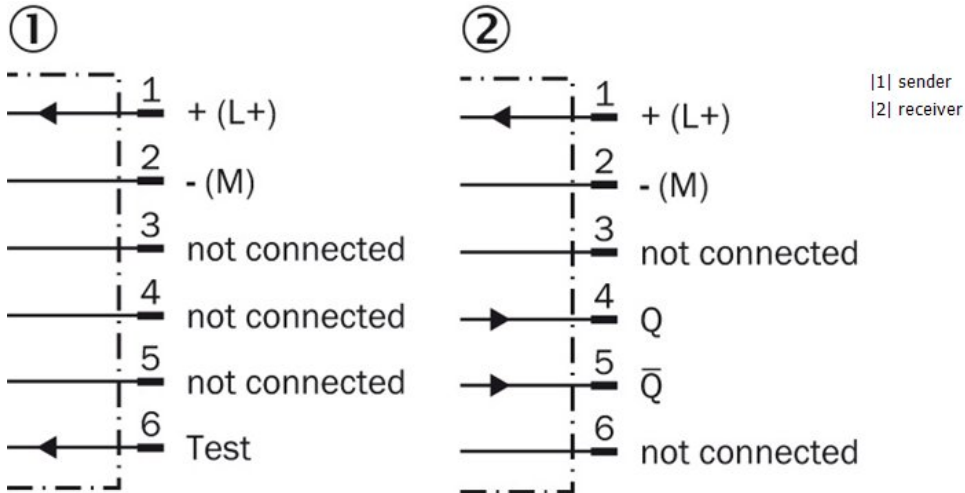 ①
1 + (L+)
2 - (M)
3 not connected
4 not connected
5 not connected
6 Test
②
1 + (L+)
2 - (M)
3 not connected
4 Q
5 Q̅
6 not connected
|1| sender
|2| receiver